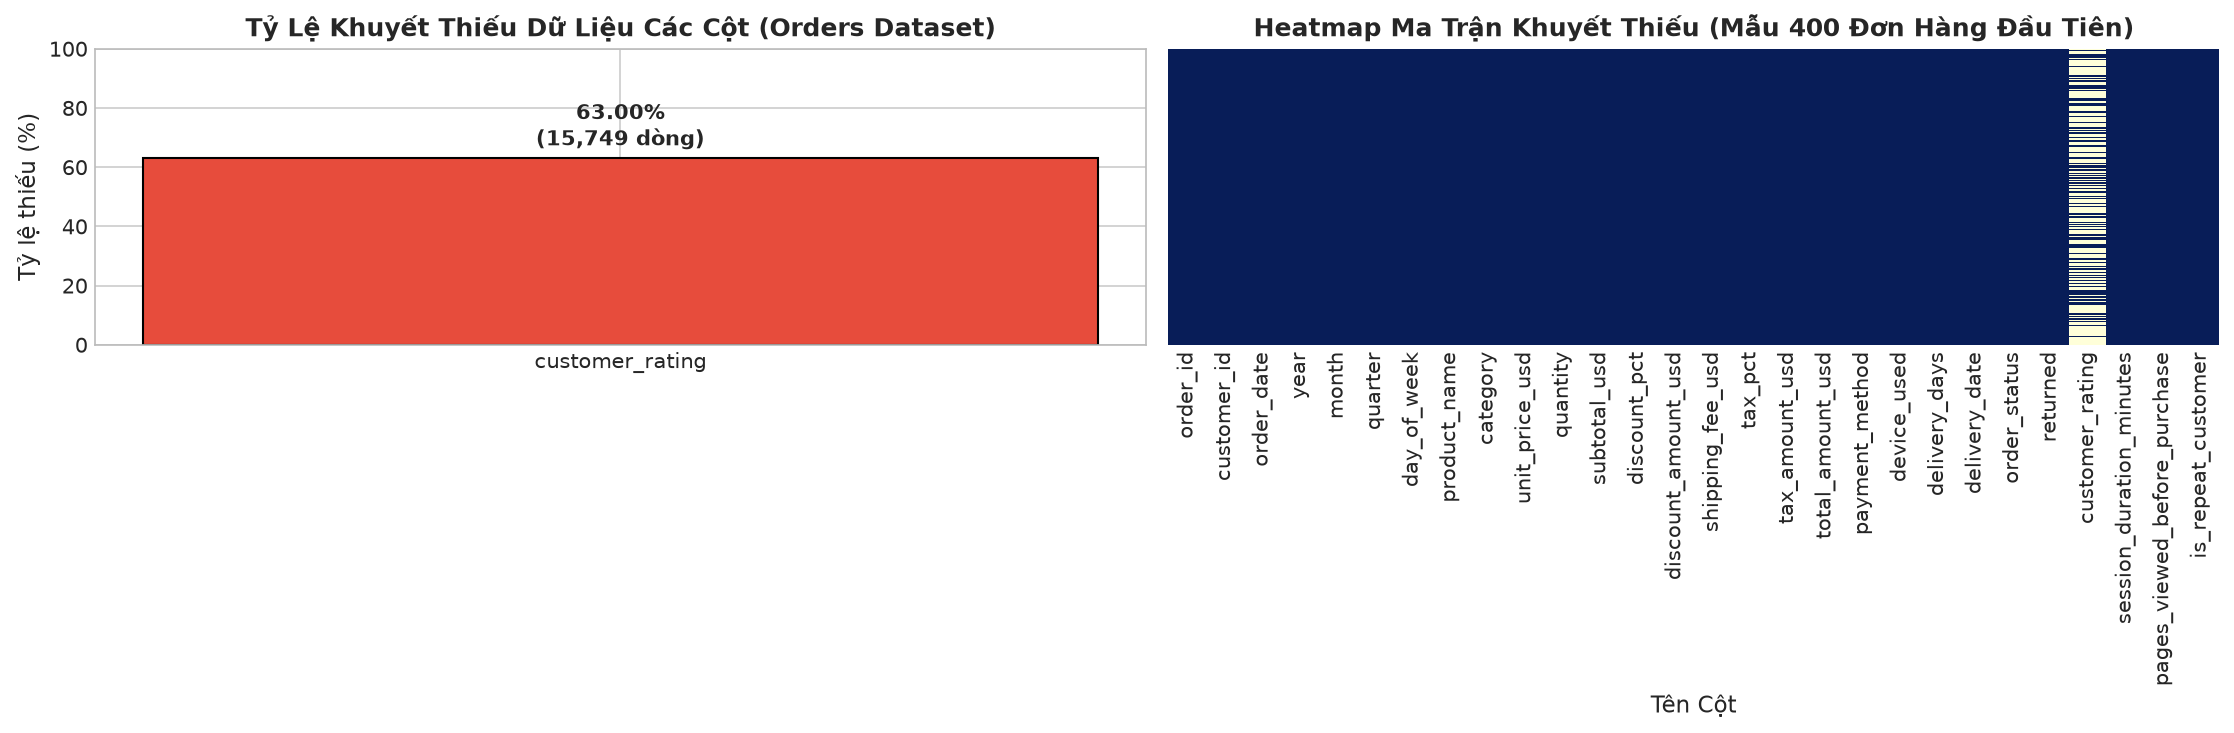 Tỷ Lệ Khuyết Thiếu Dữ Liệu Các Cột (Orders Dataset)
Tỷ lệ thiếu (%)
100
80
60
40
20
0
63.00%
(15,749 dòng)
customer_rating
Heatmap Ma Trận Khuyết Thiếu (Mẫu 400 Đơn Hàng Đầu Tiên)
order_id
customer_id
order_date
year
month
quarter
day_of_week
product_name
category
unit_price_usd
quantity
subtotal_usd
discount_pct
discount_amount_usd
shipping_fee_usd
tax_pct
tax_amount_usd
total_amount_usd
payment_method
device_used
delivery_days
delivery_date
order_status
returned
customer_rating
session_duration_minutes
pages_viewed_before_purchase
is_repeat_customer
Tên Cột